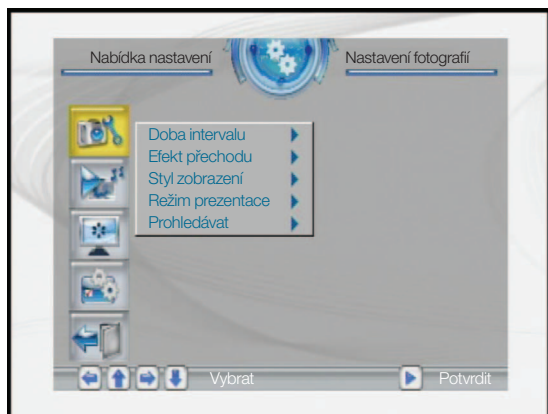 Nabídka nastavení
Nastavení fotografií
Doba intervalu
Efekt přechodu
Styl zobrazení
Režim prezentace
Prohledávat
Vybrat
Potvrdit